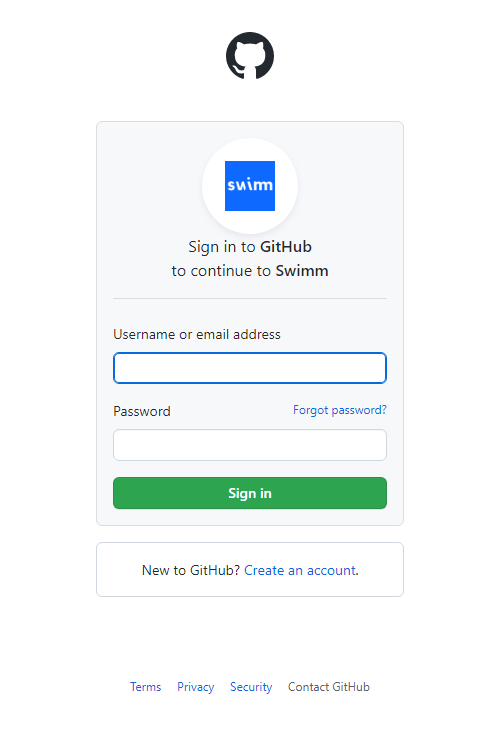 swimm
Sign in to GitHub
to continue to Swimm
Username or email address
Password
Forgot password?
Sign in
New to GitHub? Create an account.
Terms Privacy Security Contact GitHub